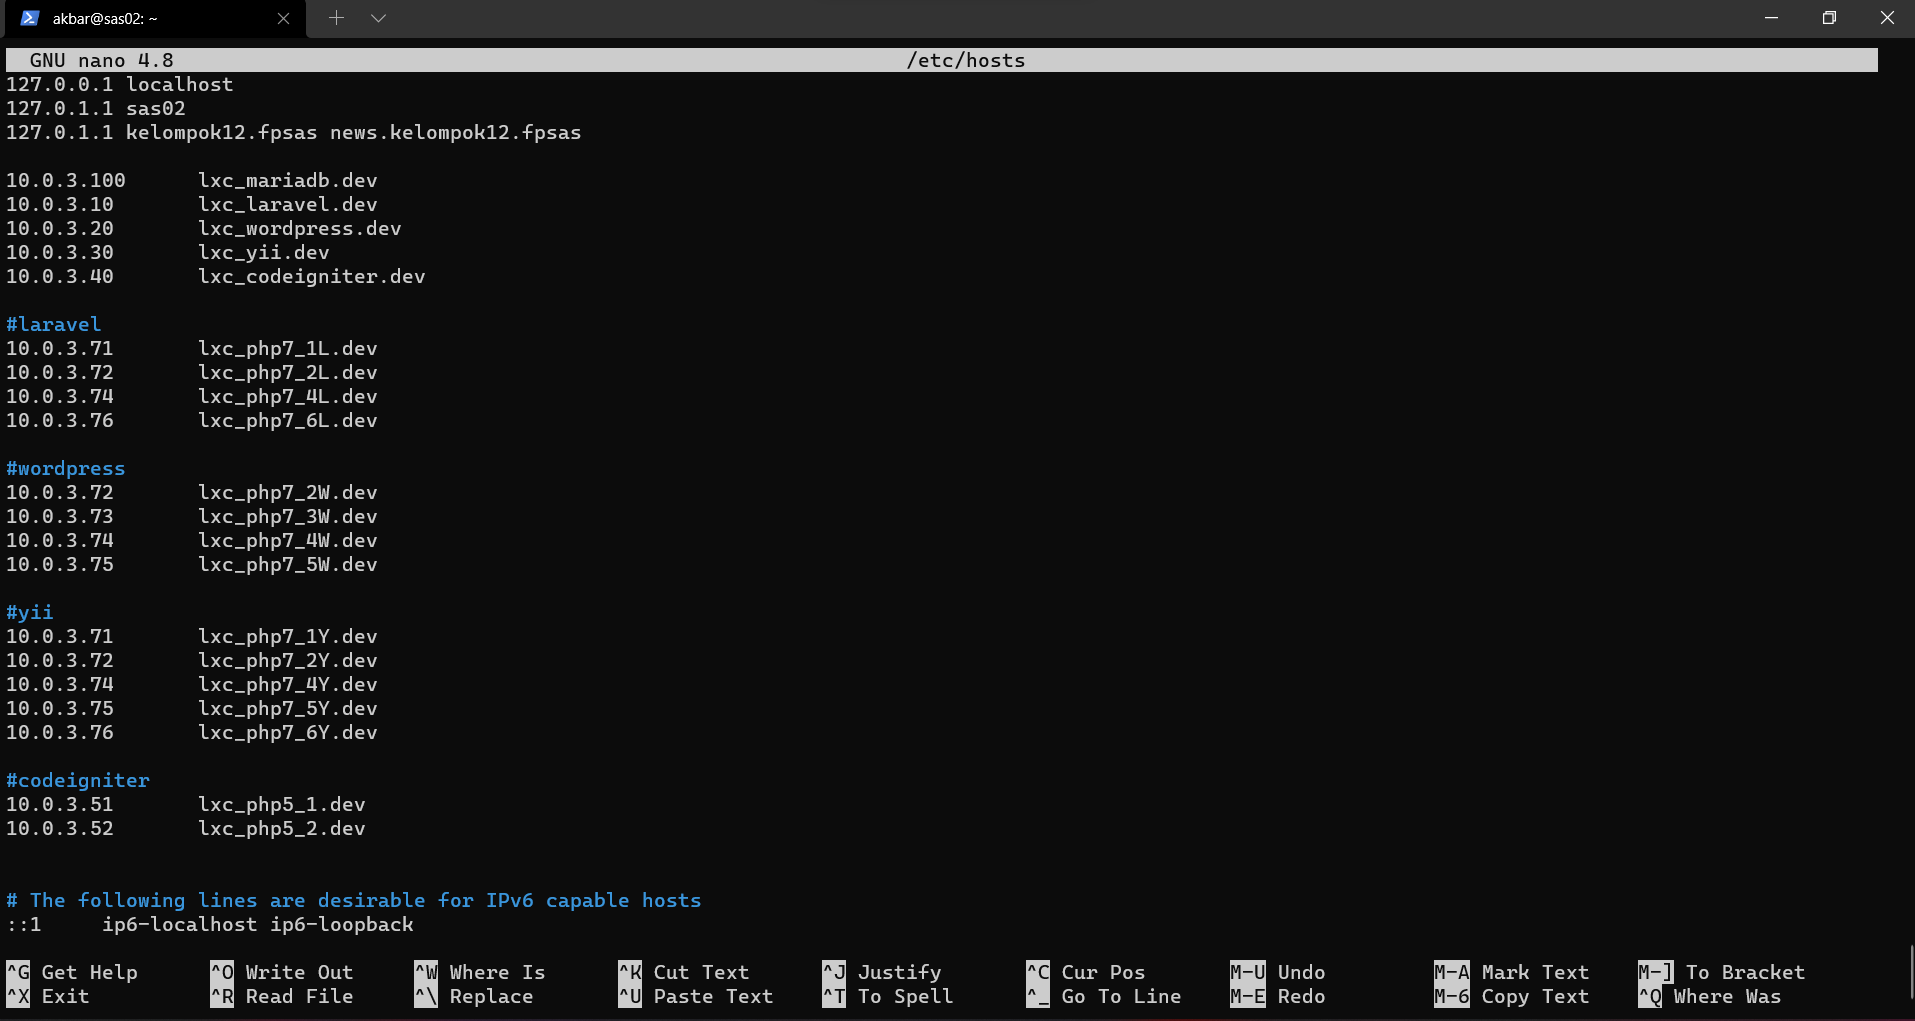 akbar@sas02: ~
GNU nano 4.8 /etc/hosts
127.0.0.1 localhost
127.0.1.1 sas02
127.0.1.1 kelompok12.fpsas news.kelompok12.fpsas
10.0.3.100 lxc_mariadb.dev
10.0.3.10 lxc_laravel.dev
10.0.3.20 lxc_wordpress.dev
10.0.3.30 lxc_yii.dev
10.0.3.40 lxc_codeigniter.dev
#laravel
10.0.3.71 lxc_php7_1L.dev
10.0.3.72 lxc_php7_2L.dev
10.0.3.74 lxc_php7_4L.dev
10.0.3.76 lxc_php7_6L.dev
#wordpress
10.0.3.72 lxc_php7_2W.dev
10.0.3.73 lxc_php7_3W.dev
10.0.3.74 lxc_php7_4W.dev
10.0.3.75 lxc_php7_5W.dev
#yii
10.0.3.71 lxc_php7_1Y.dev
10.0.3.72 lxc_php7_2Y.dev
10.0.3.74 lxc_php7_4Y.dev
10.0.3.75 lxc_php7_5Y.dev
10.0.3.76 lxc_php7_6Y.dev
#codeigniter
10.0.3.51 lxc_php5_1.dev
10.0.3.52 lxc_php5_2.dev
# The following lines are desirable for IPv6 capable hosts
::1 ip6-localhost ip6-loopback
^G Get Help ^O Write Out ^W Where Is ^K Cut Text ^J Justify ^C Cur Pos M-U Undo M-A Mark Text M-] To Bracket
^X Exit ^R Read File ^\ Replace ^U Paste Text ^T To Spell ^_ Go To Line M-E Redo M-6 Copy Text ^Q Where Was